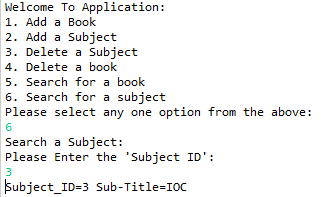 Welcome To Application:
1. Add a Book
2. Add a Subject
3. Delete a Subject
4. Delete a book
5. Search for a book
6. Search for a subject
Please select any one option from the above:
6
Search a Subject:
Please Enter the 'Subject ID':
3
Subject_ID=3 Sub-Title=IOC